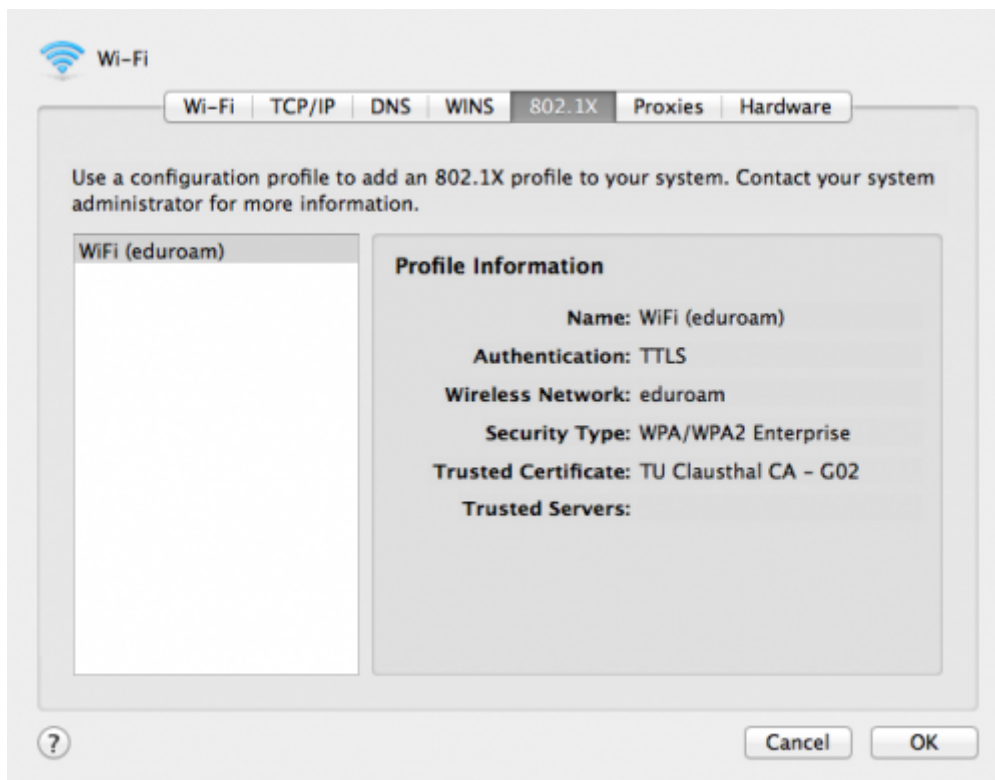 Wi-Fi
Wi-Fi TCP/IP DNS WINS 802.1X Proxies Hardware
Use a configuration profile to add an 802.1X profile to your system. Contact your system
administrator for more information.
WiFi (eduroam)
Profile Information
Name: WiFi (eduroam)
Authentication: TTLS
Wireless Network: eduroam
Security Type: WPA/WPA2 Enterprise
Trusted Certificate: TU Clausthal CA - G02
Trusted Servers:
? Cancel OK